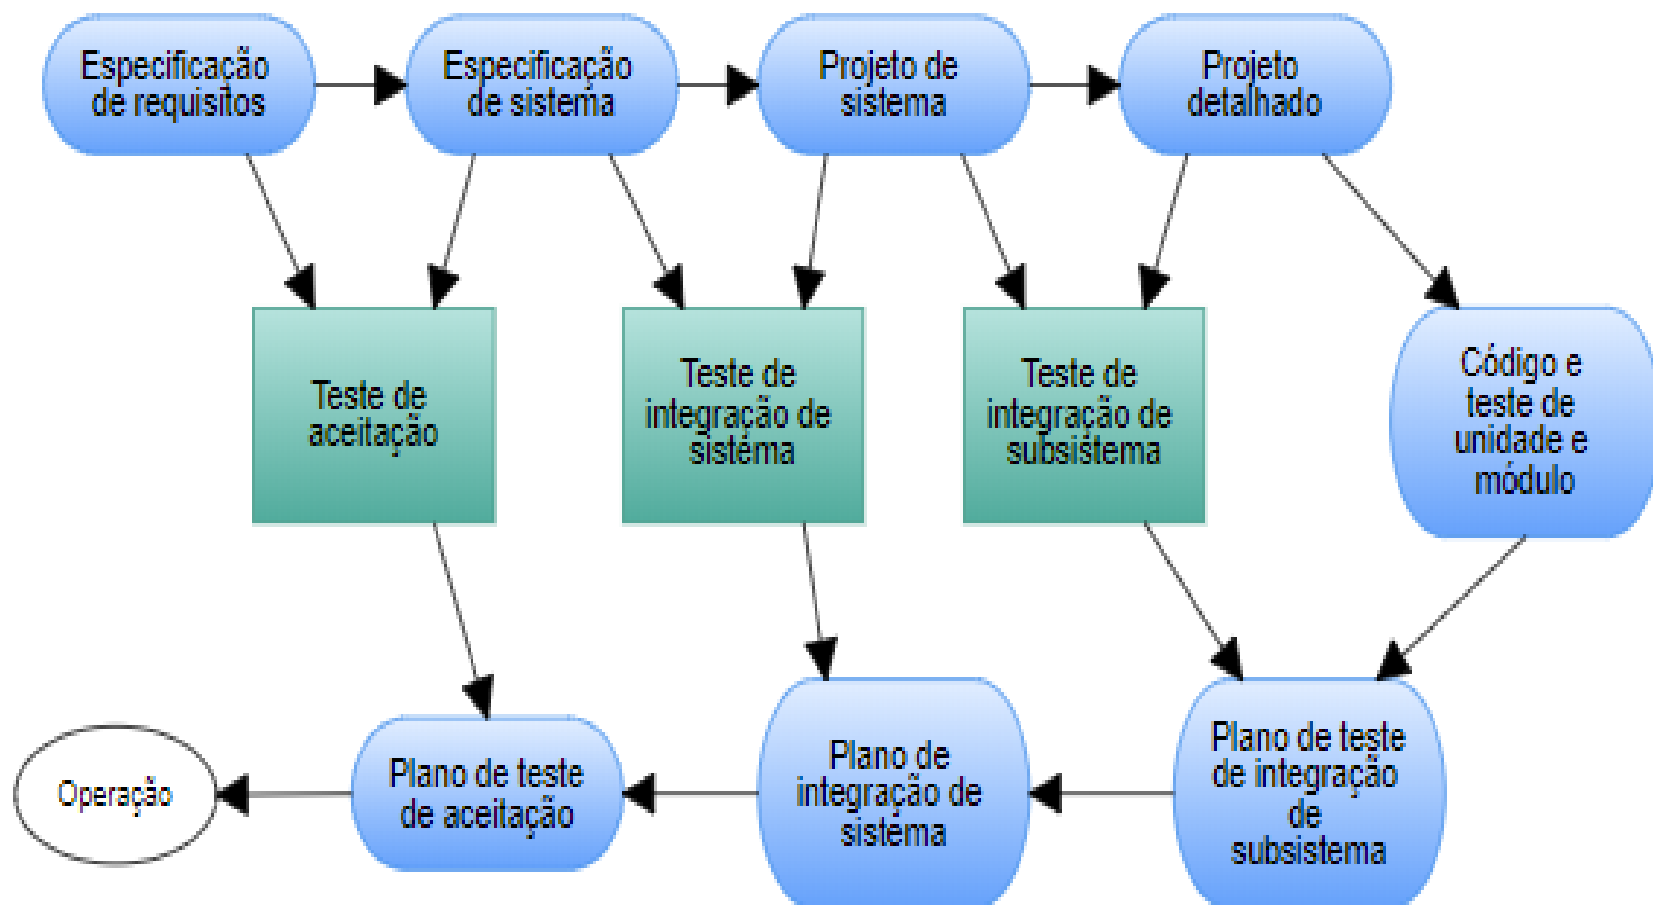 Especificação
de requisitos
Especificação
de sistema
Projeto de
sistema
Projeto
detalhado
Teste de
aceitação
Teste de
integração de
sistema
Teste de
integração de
subsistema
Código e
teste de
unidade e
módulo
Operação
Plano de teste
de aceitação
Plano de
integração de
sistema
Plano de teste
de integração
de
subsistema